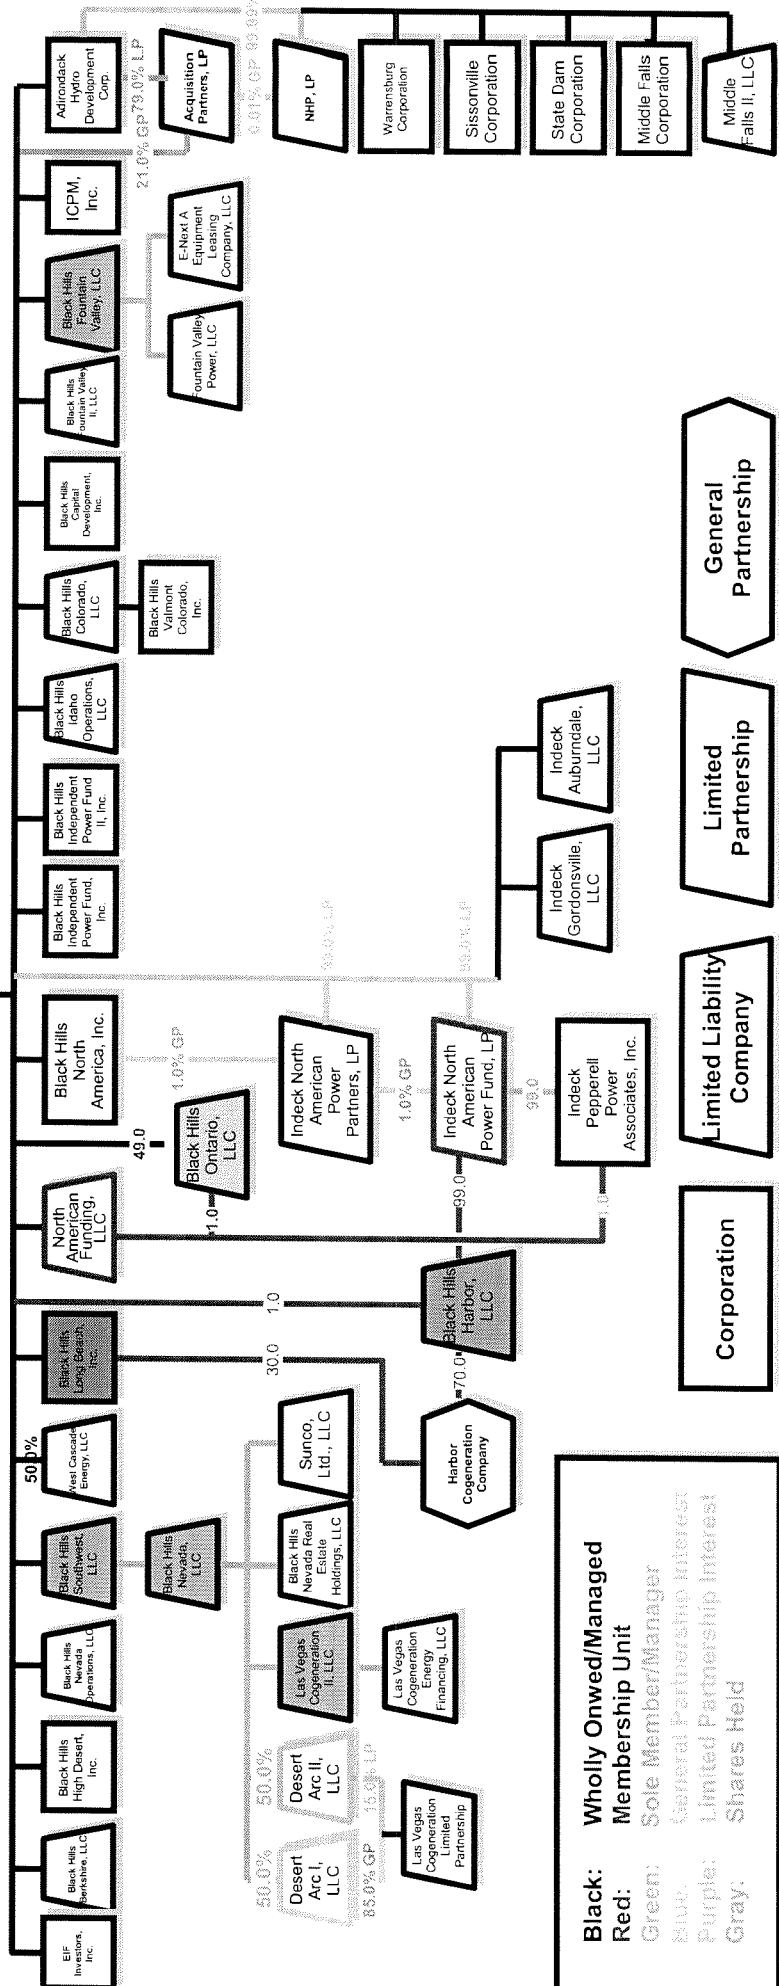 EIF
Investors,
Inc.
Black Hills
Berkshire, LLC
Black Hills
High Desert,
Inc.
Black Hills
Nevada
Operations, LLC
Black Hills
Southwest,
LLC
50.0%
West Cascade
Energy, LLC
Black Hills
Long Beach,
Inc.
North
American
Funding,
LLC
Black Hills
North
America, Inc.
Black Hills
Independent
Power Fund,
Inc.
Black Hills
Independent
Power Fund
II, Inc.
Black Hills
Idaho
Operations,
LLC
Black Hills
Colorado,
LLC
Black Hills
Capital
Development,
Inc.
Black Hills
Fountain Valley
II, LLC
Black Hills
Fountain
Valley, LLC
ICPM,
Inc.
Adirondack
Hydro
Development
Corp.
21.0% GP
79.0% LP
Black Hills
Nevada,
LLC
49.0
Black Hills
Ontario,
LLC
1.0
1.0% GP
Black Hills
Valmont
Colorado,
Inc.
Fountain Valley
Power, LLC
E-Next A
Equipment
Leasing
Company, LLC
Acquisition
Partners, LP
0.01% GP
99.99%
50.0%
50.0%
Desert
Arc I,
LLC
Desert
Arc II,
LLC
Las Vegas
Cogeneration
II, LLC
Black Hills
Nevada Real
Estate
Holdings, LLC
Sunco,
Ltd., LLC
30.0
1.0
Indeck North
American
Power
Partners, LP
99.0% LP
NHP, LP
85.0% GP
15.0% LP
Las Vegas
Cogeneration
Limited
Partnership
Las Vegas
Cogeneration
Energy
Financing, LLC
Harbor
Cogeneration
Company
70.0
Black Hills
Harbor,
LLC
99.0
1.0% GP
Indeck North
American
Power Fund, LP
99.0% LP
Warrensburg
Corporation
Sissonville
Corporation
99.0
1.0
Indeck
Pepperell
Power
Associates, Inc.
Indeck
Gordonsville,
LLC
Indeck
Auburndale,
LLC
State Dam
Corporation
Middle Falls
Corporation
Middle
Falls II, LLC
Black: Wholly Onwed/Managed
Red: Membership Unit
Green: Sole Member/Manager
Blue: General Partnership Interest
Purple: Limited Partnership Interest
Gray: Shares Held
Corporation
Limited Liability
Company
Limited
Partnership
General
Partnership